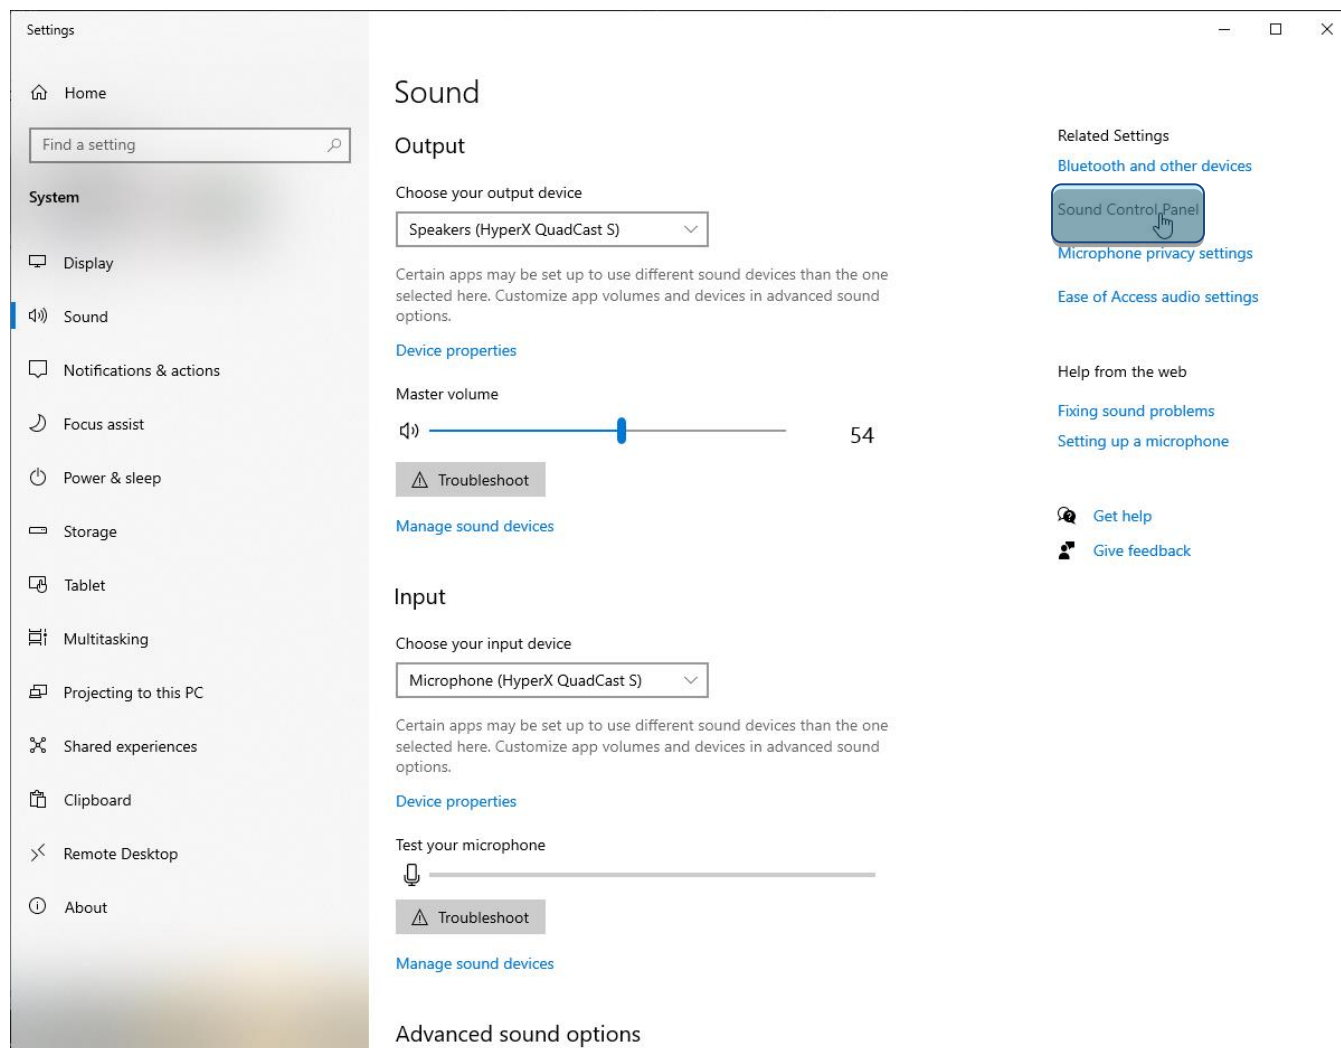 Settings
Home
Find a setting
System
Display
Sound
Notifications & actions
Focus assist
Power & sleep
Storage
Tablet
Multitasking
Projecting to this PC
Shared experiences
Clipboard
Remote Desktop
About
Sound
Output
Choose your output device
Speakers (HyperX QuadCast S)
Certain apps may be set up to use different sound devices than the one
selected here. Customize app volumes and devices in advanced sound
options.
Device properties
Master volume
54
Troubleshoot
Manage sound devices
Input
Choose your input device
Microphone (HyperX QuadCast S)
Certain apps may be set up to use different sound devices than the one
selected here. Customize app volumes and devices in advanced sound
options.
Device properties
Test your microphone
Troubleshoot
Manage sound devices
Advanced sound options
Related Settings
Bluetooth and other devices
Sound Control Panel
Microphone privacy settings
Ease of Access audio settings
Help from the web
Fixing sound problems
Setting up a microphone
Get help
Give feedback